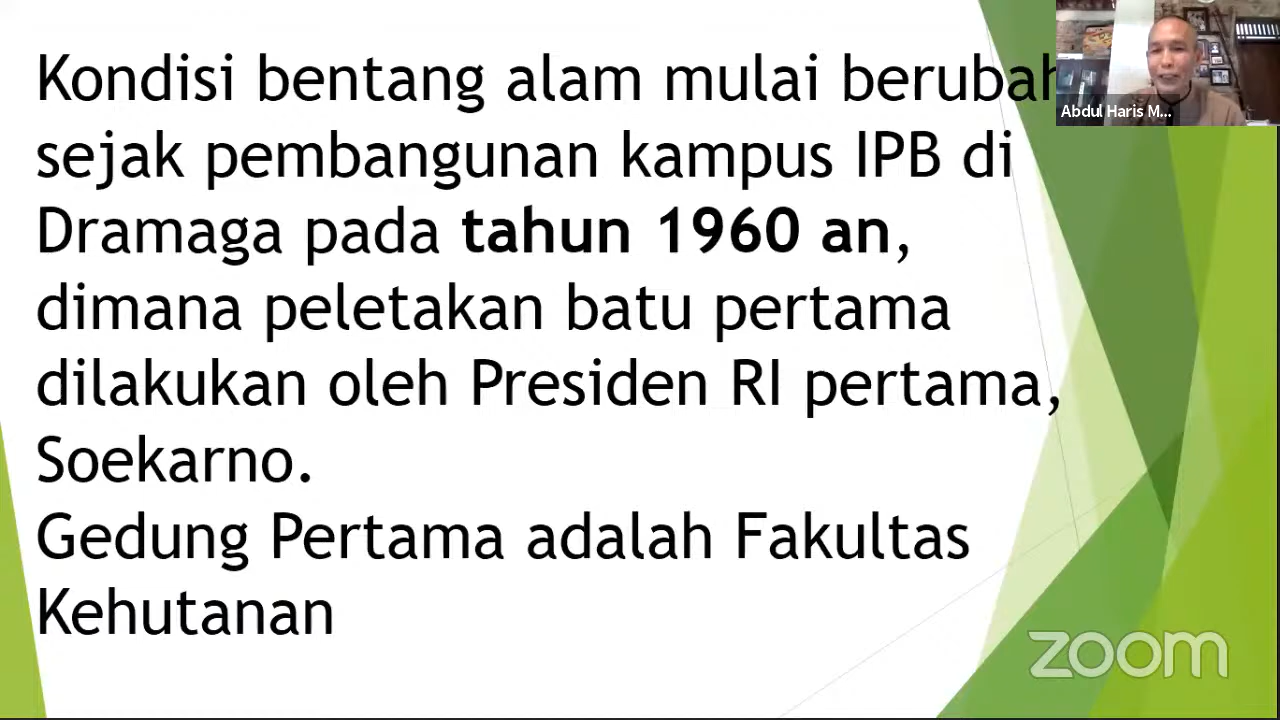 Kondisi bentang alam mulai berubah
sejak pembangunan kampus IPB di
Dramaga pada tahun 1960 an,
dimana peletakan batu pertama
dilakukan oleh Presiden RI pertama,
Soekarno.
Gedung Pertama adalah Fakultas
Kehutanan
Abdul Haris M...
zoom